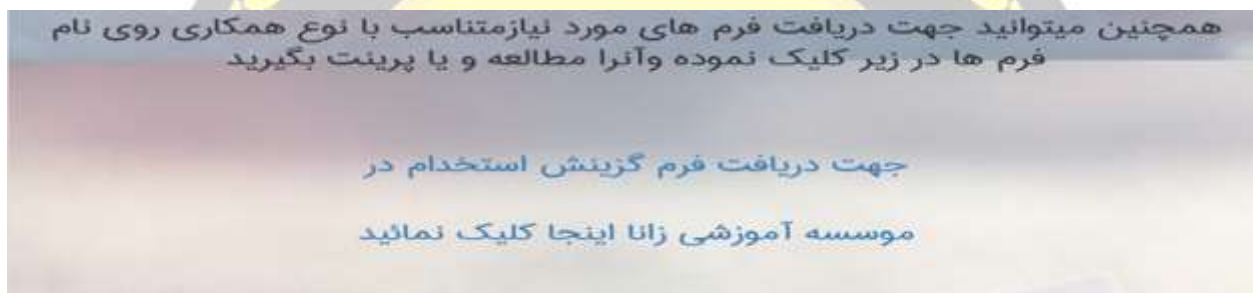 همچنین میتوانید جهت دریافت فرم های مورد نیازمتناسب با نوع همکاری روی نام
فرم ها در زیر کلیک نموده وآنرا مطالعه و یا پرینت بگیرید
جهت دریافت فرم گزینش استخدام در
موسسه آموزشی زانا اینجا کلیک نمائید